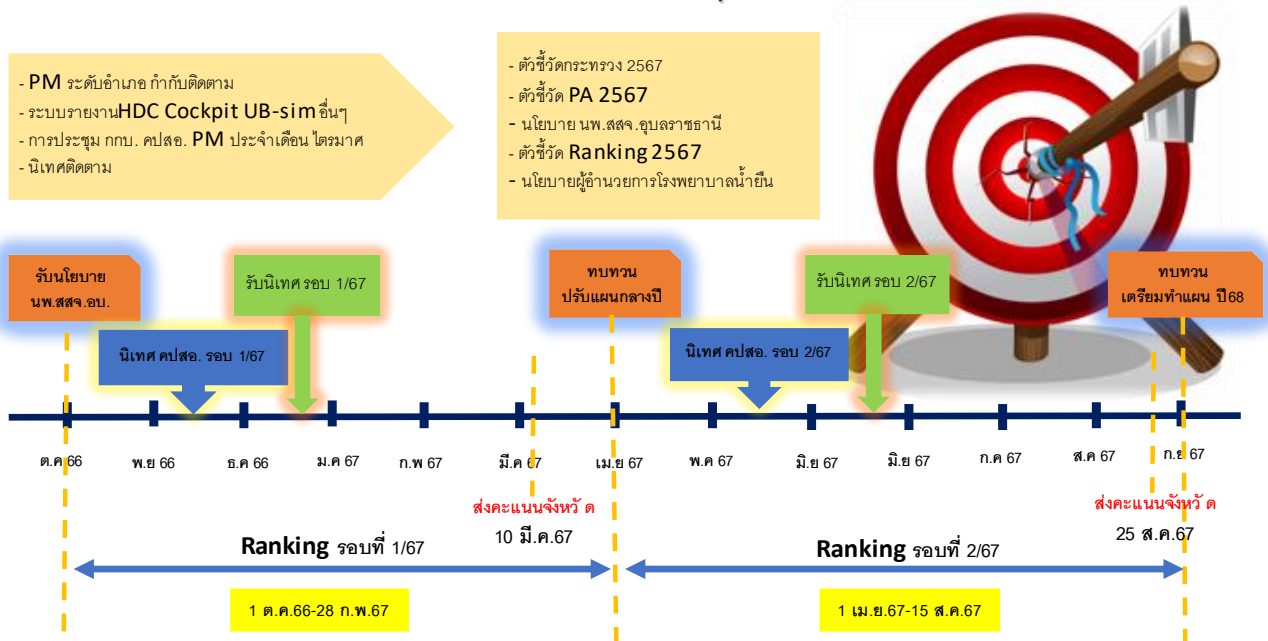 - PM ระดับอำเภอ กำกับติดตาม
- ระบบรายงานHDC Cockpit UB-sim อื่นๆ
- การประชุม กกบ. คปสอ. PM ประจำเดือน ไตรมาศ
- นิเทศติดตาม
- ตัวชี้วัดกระทรวง 2567
- ตัวชี้วัด PA 2567
- นโยบาย นพ.สสจ.อุบลราชธานี
- ตัวชี้วัด Ranking 2567
- นโยบายผู้อำนวยการโรงพยาบาลน้ำยืน
รับนโยบาย
นพ.สสจ.อบ.
รับนิเทศ รอบ 1/67
ทบทวน
ปรับแผนกลางปี
รับนิเทศ รอบ 2/67
ทบทวน
เตรียมทำแผน ปี68
นิเทศ คปสอ. รอบ 1/67
นิเทศ คปสอ. รอบ 2/67
ต.ค 66
พ.ย 66
ธ.ค 66
ม.ค 67
ก.พ 67
มี.ค 67
เม.ย 67
พ.ค 67
มิ.ย 67
มิ.ย 67
ก.ค 67
ส.ค 67
ก.ย 67
ส่งคะแนนจังหวัด
10 มี.ค.67
ส่งคะแนนจังหวัด
25 ส.ค.67
Ranking รอบที่ 1/67
Ranking รอบที่ 2/67
1 ต.ค.66-28 ก.พ.67
1 เม.ย.67-15 ส.ค.67